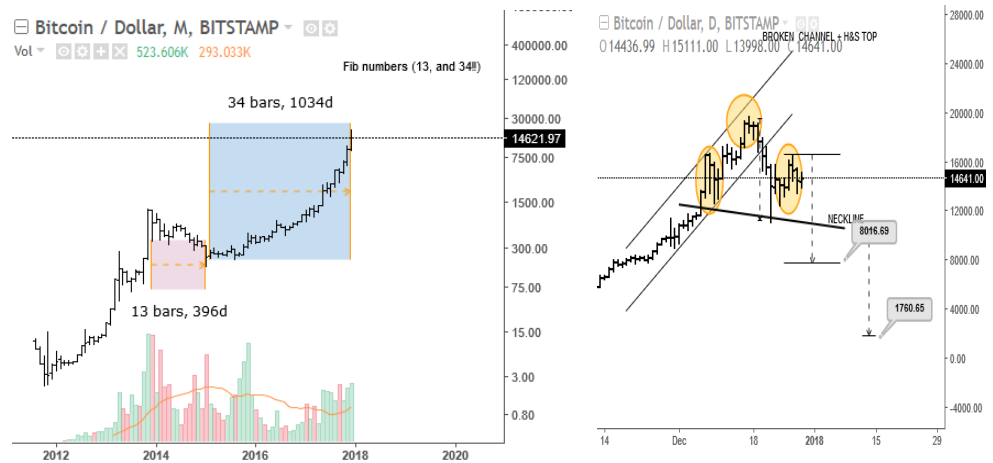 Bitcoin / Dollar, M, BITSTAMP
Vol 523.606K 293.033K
Fib numbers (13, and 34!!)
34 bars, 1034d
13 bars, 396d
400000.00
120000.00
30000.00
14621.97
7500.00
1500.00
300.00
75.00
15.00
3.00
0.80
2012 2014 2016 2018 2020
Bitcoin / Dollar, D, BITSTAMP
O14436.99 H15111.00 L13998.00 C14641.00
BROKEN CHANNEL + H&S TOP
NECKLINE
8016.69
1760.65
28000.00
24000.00
20000.00
16000.00
14641.00
12000.00
8000.00
4000.00
0.00
-4000.00
14 Dec 18 2018 15 29